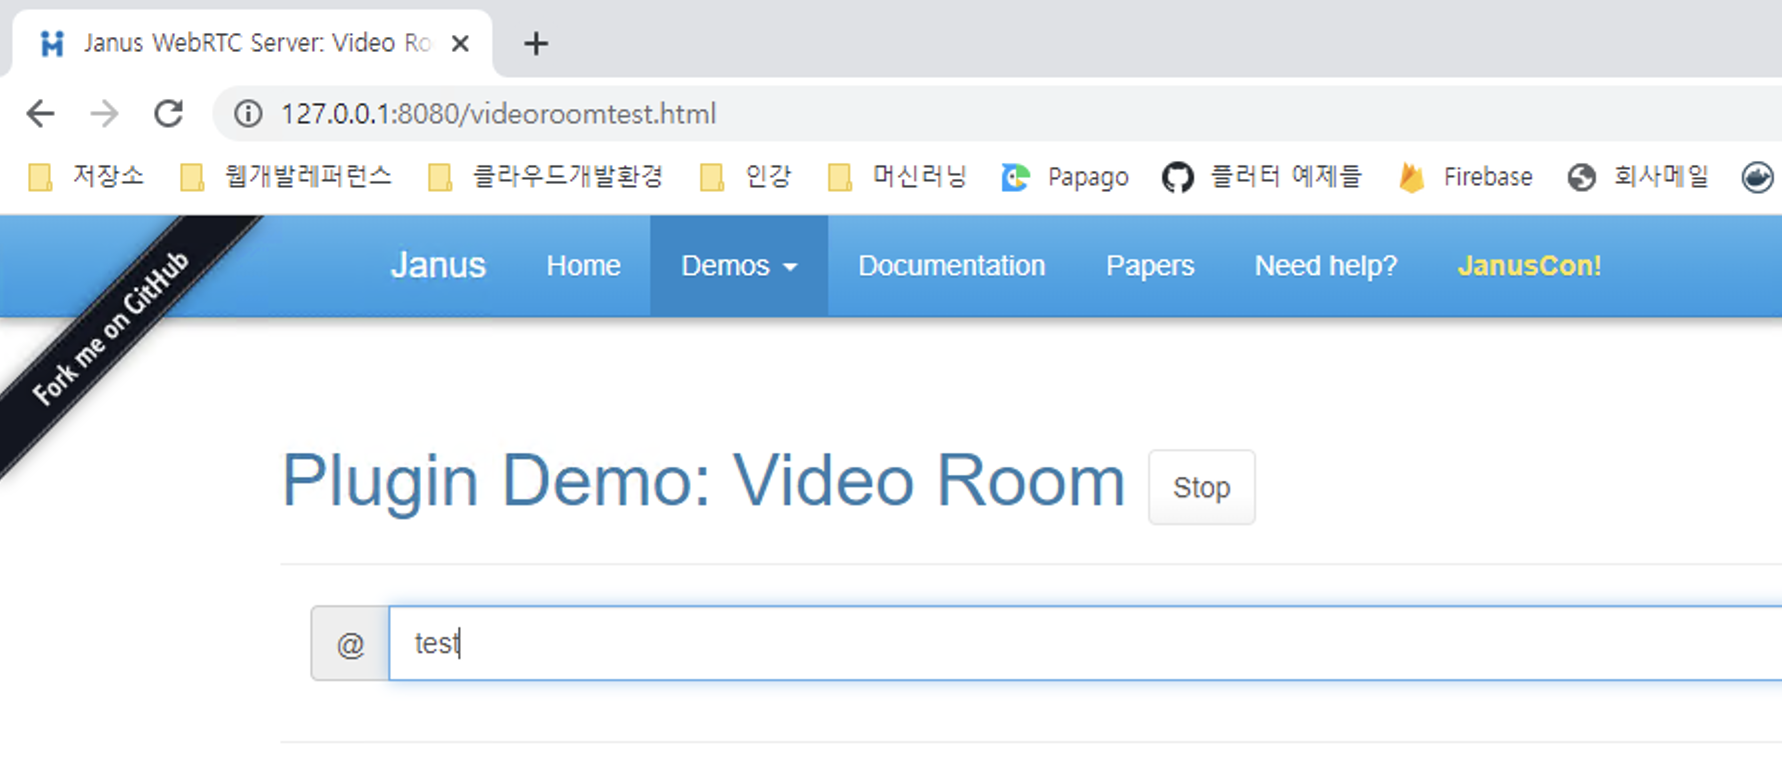 Janus WebRTC Server: Video Ro
127.0.0.1:8080/videoroomtest.html
저장소 웹개발레퍼런스 클라우드개발환경 인강 머신러닝 Papago 플러터 예제들 Firebase 회사메일
Fork me on GitHub
Janus Home Demos Documentation Papers Need help? JanusCon!
Plugin Demo: Video Room Stop
@ test